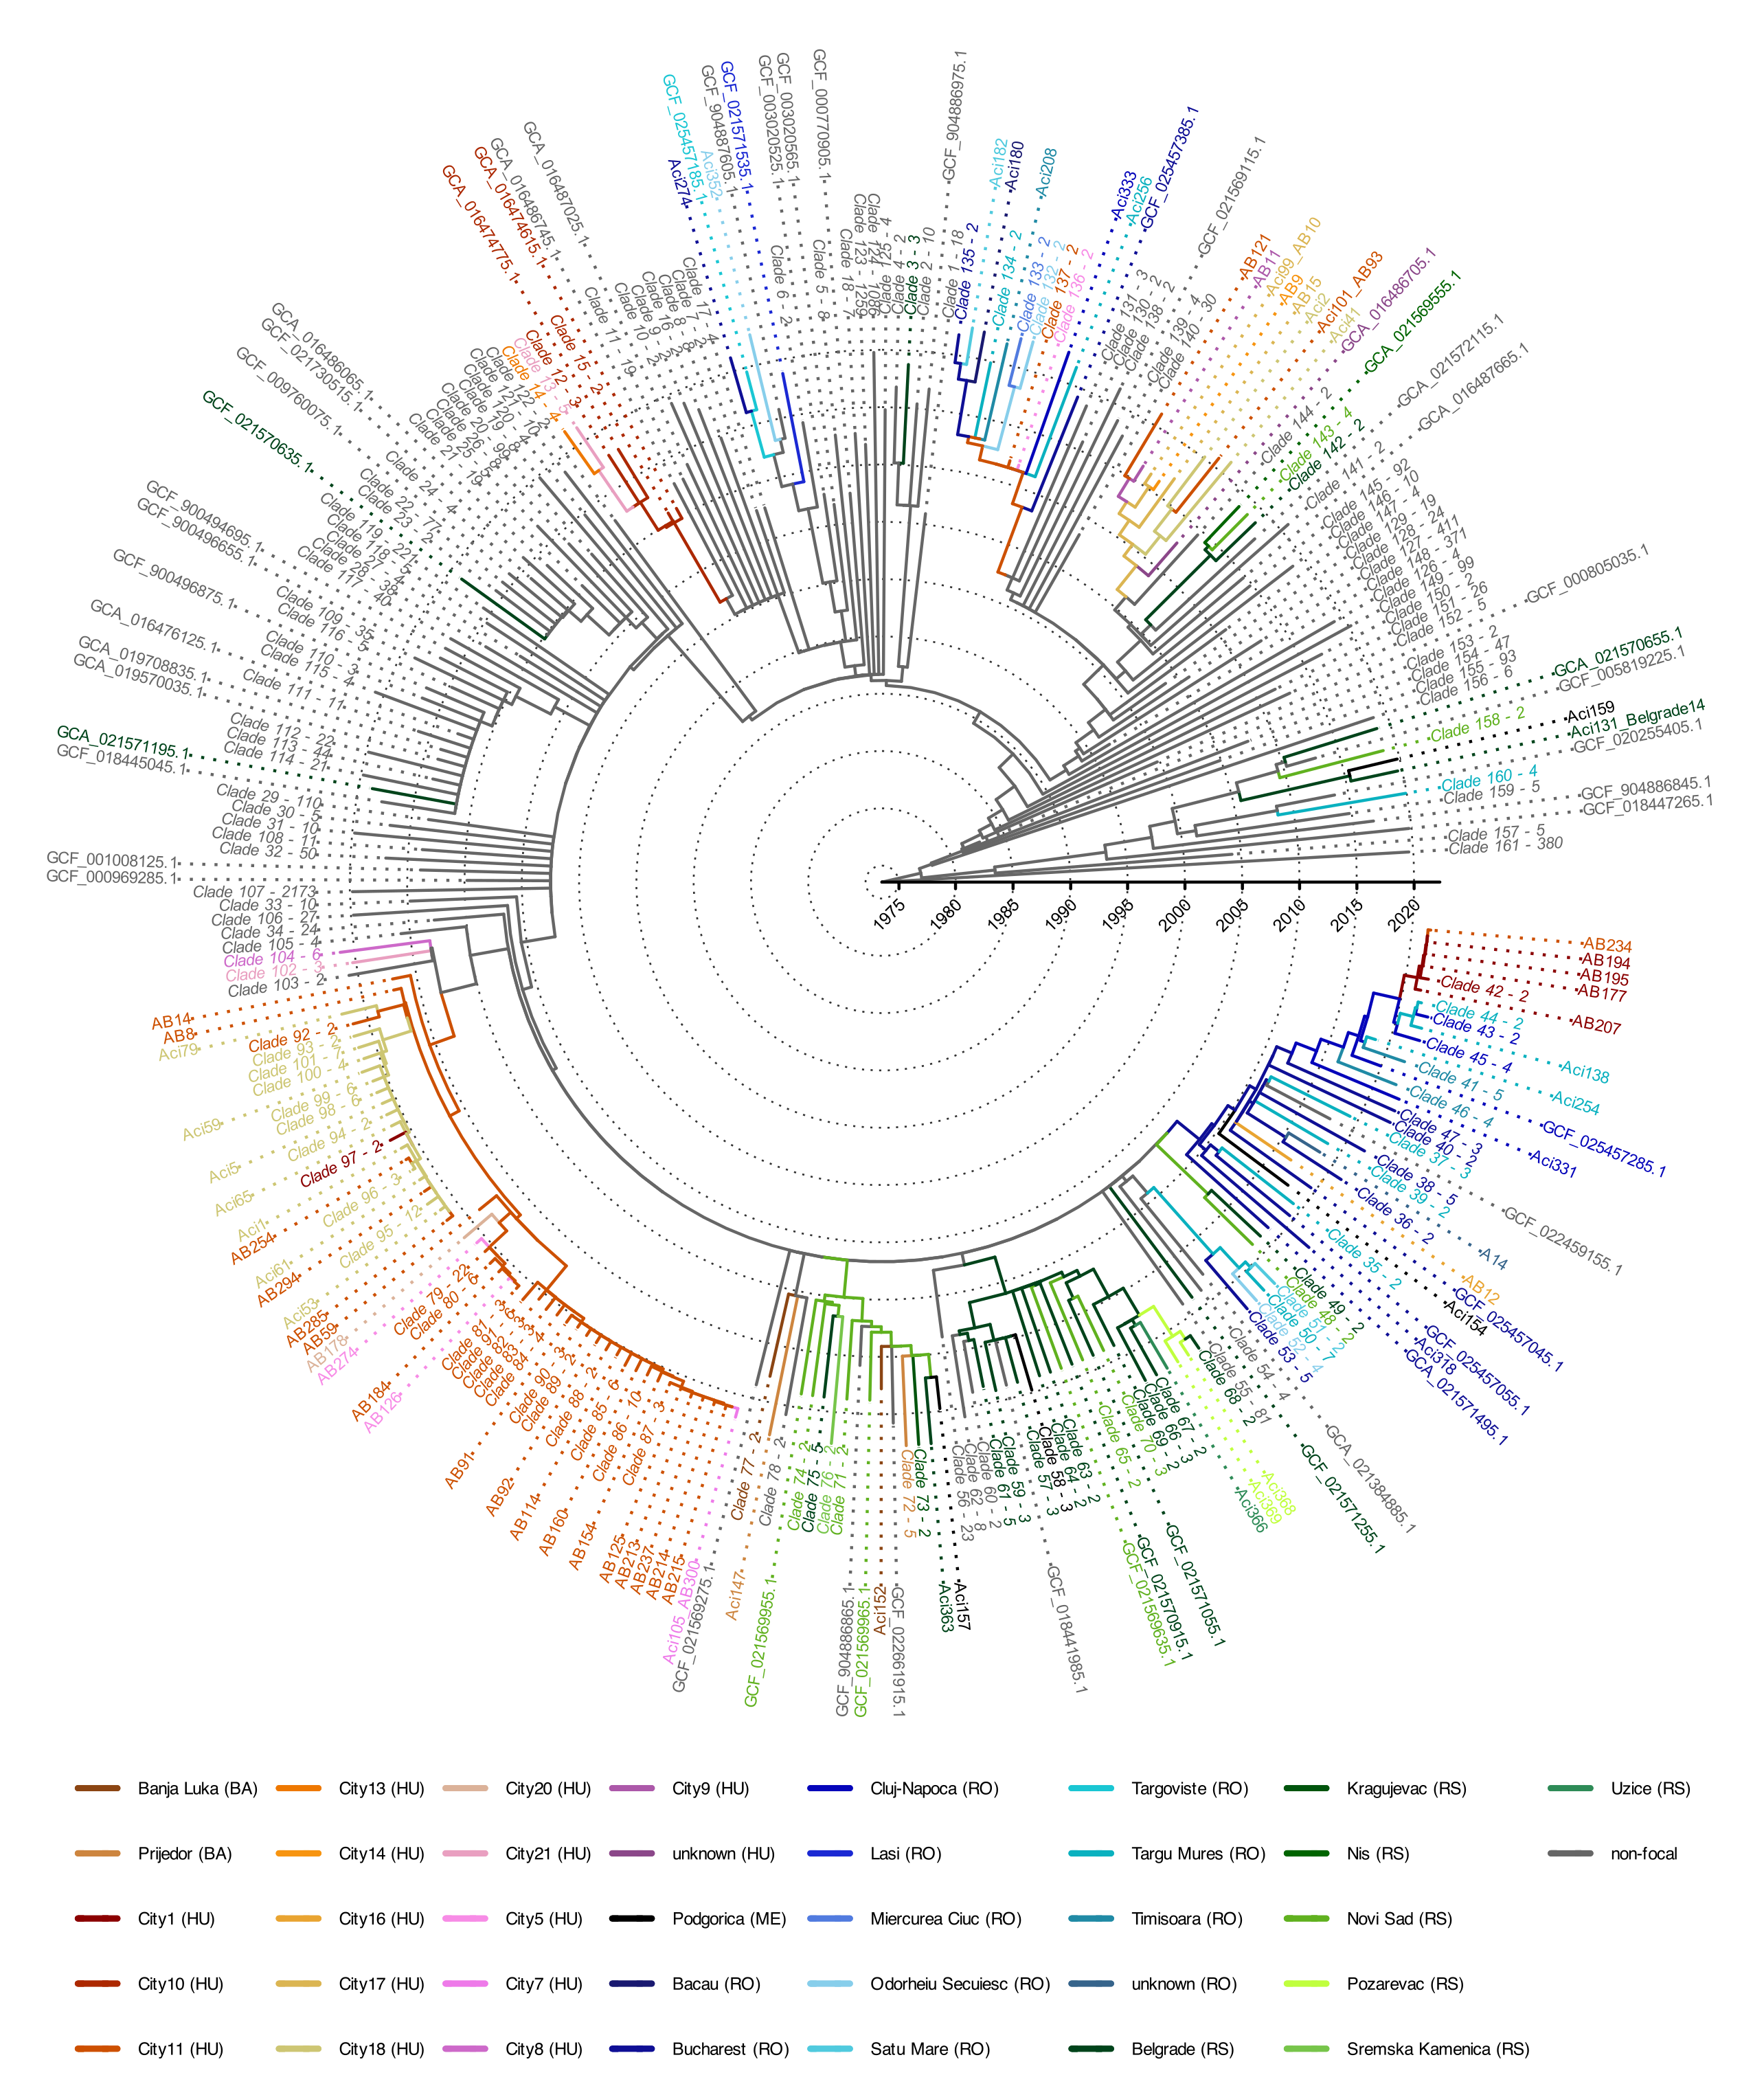 GCF_904886975.1
Aci182
Aci180
Aci208
Aci333
Aci256
GCF_025457385.1
GCF_021569115.1
AB121
AB11
Aci99_AB10
AB9
AB15
Aci2
Aci101_AB93
Aci41
GCA_016486705.1
GCA_021569555.1
GCA_021572115.1
GCA_016487665.1
GCF_000805035.1
GCA_021570655.1
GCF_005819225.1
Aci159
Aci131_Belgrade14
GCF_020255405.1
GCF_904886845.1
GCF_018447265.1
Clade 1 - 18
Clade 135 - 2
Clade 134 - 2
Clade 133 - 2
Clade 132 - 2
Clade 137 - 2
Clade 136 - 2
Clade 131 - 3
Clade 130 - 2
Clade 138 - 2
Clade 139 - 4
Clade 140 - 30
Clade 144 - 2
Clade 143 - 4
Clade 142 - 2
Clade 141 - 2
Clade 145 - 92
Clade 146 - 10
Clade 147 - 4
Clade 129 - 19
Clade 128 - 24
Clade 127 - 411
Clade 148 - 371
Clade 126 - 4
Clade 149 - 99
Clade 150 - 2
Clade 151 - 26
Clade 152 - 5
Clade 153 - 2
Clade 154 - 47
Clade 155 - 93
Clade 156 - 6
Clade 158 - 2
Clade 160 - 4
Clade 159 - 5
Clade 157 - 5
Clade 161 - 380
1975
1980
1985
1990
1995
2000
2005
2010
2015
2020
AB234
AB194
AB195
AB177
AB207
Aci138
Aci254
GCF_025457285.1
Aci331
GCF_022459155.1
A14
AB12
GCF_025457045.1
Aci154
GCF_025457055.1
Aci318
GCA_021571495.1
GCA_021384885.1
GCF_021571255.1
Aci368
Aci369
Aci366
GCF_021571055.1
GCF_021570915.1
GCF_021569635.1
GCF_018441985.1
Aci157
Aci363
GCF_022661915.1
Aci152
GCF_021569965.1
GCF_904886865.1
GCF_021569955.1
Aci147
GCF_021569275.1
Aci105_AB300
Clade 42 - 2
Clade 44 - 2
Clade 43 - 2
Clade 45 - 4
Clade 41 - 5
Clade 46 - 4
Clade 47 - 3
Clade 40 - 2
Clade 37 - 3
Clade 38 - 5
Clade 39 - 2
Clade 36 - 2
Clade 35 - 2
Clade 49 - 2
Clade 48 - 2
Clade 51 - 2
Clade 50 - 7
Clade 52 - 4
Clade 53 - 5
Clade 54 - 4
Clade 55 - 81
Clade 68 - 2
Clade 67 - 2
Clade 66 - 3
Clade 69 - 2
Clade 70 - 3
Clade 65 - 2
Clade 63 - 2
Clade 64 - 2
Clade 58 - 3
Clade 57 - 3
Clade 59 - 3
Clade 61 - 5
Clade 60 - 2
Clade 62 - 8
Clade 56 - 23
Clade 73 - 2
Clade 72 - 5
Clade 71 - 2
Clade 76 - 2
Clade 75 - 5
Clade 74 - 2
Clade 78 - 2
Clade 77 - 2
AB215
AB214
AB237
AB213
AB125
AB154
AB160
AB114
AB92
AB91
AB126
AB184
AB274
AB178
AB59
AB285
Aci53
AB294
Aci61
AB254
Aci1
Aci65
Aci5
Aci59
Aci79
AB8
AB14
Clade 87 - 3
Clade 86 - 10
Clade 85 - 6
Clade 88 - 2
Clade 89 - 2
Clade 90 - 3
Clade 84 - 4
Clade 81 - 3
Clade 80 - 6
Clade 79 - 22
Clade 95 - 12
Clade 96 - 3
Clade 97 - 2
Clade 94 - 2
Clade 98 - 6
Clade 99 - 6
Clade 100 - 4
Clade 92 - 2
Clade 103 - 2
Clade 102 - 3
Clade 104 - 6
Clade 105 - 4
Clade 34 - 24
Clade 106 - 27
Clade 33 - 10
Clade 107 - 2173
GCF_000969285.1
GCF_001008125.1
Clade 32 - 50
Clade 108 - 11
Clade 31 - 10
Clade 30 - 5
Clade 29 - 110
GCF_018445045.1
GCA_021571195.1
Clade 114 - 21
Clade 113 - 44
Clade 112 - 22
GCA_019570035.1
GCA_019708835.1
Clade 111 - 11
GCA_016476125.1
Clade 115 - 4
Clade 110 - 3
GCF_900496875.1
Clade 116 - 5
Clade 109 - 35
GCF_900496655.1
GCF_900494695.1
Clade 117 - 40
Clade 28 - 38
Clade 27 - 4
Clade 118 - 5
Clade 119 - 221
GCF_021570635.1
Clade 23 - 2
Clade 22 - 77
GCF_009760075.1
Clade 24 - 4
GCF_021730515.1
GCA_016486065.1
Clade 21 - 19
Clade 14 - 4
Clade 13 - 5
Clade 12 - 3
Clade 15 - 2
GCA_016474775.1
GCA_016474615.1
GCA_016486745.1
GCA_016487025.1
Clade 11 - 19
Clade 17 - 4
Aci274
GCF_025457185.1
Aci352
GCF_904887605.1
GCF_021571535.1
Clade 6 - 2
GCF_003020525.1
GCF_003020565.1
Clade 5 - 8
GCF_000770905.1
Clade 18 - 7
Clade 123 - 1259
Clade 124 - 1086
Clade 125 - 4
Clade 4 - 2
Clade 3 - 3
Clade 2 - 10
Banja Luka (BA)
City13 (HU)
City20 (HU)
City9 (HU)
Cluj-Napoca (RO)
Targoviste (RO)
Kragujevac (RS)
Uzice (RS)
Prijedor (BA)
City14 (HU)
City21 (HU)
unknown (HU)
Lasi (RO)
Targu Mures (RO)
Nis (RS)
non-focal
City1 (HU)
City16 (HU)
City5 (HU)
Podgorica (ME)
Miercurea Ciuc (RO)
Timisoara (RO)
Novi Sad (RS)
City10 (HU)
City17 (HU)
City7 (HU)
Bacau (RO)
Odorheiu Secuiesc (RO)
unknown (RO)
Pozarevac (RS)
City11 (HU)
City18 (HU)
City8 (HU)
Bucharest (RO)
Satu Mare (RO)
Belgrade (RS)
Sremska Kamenica (RS)